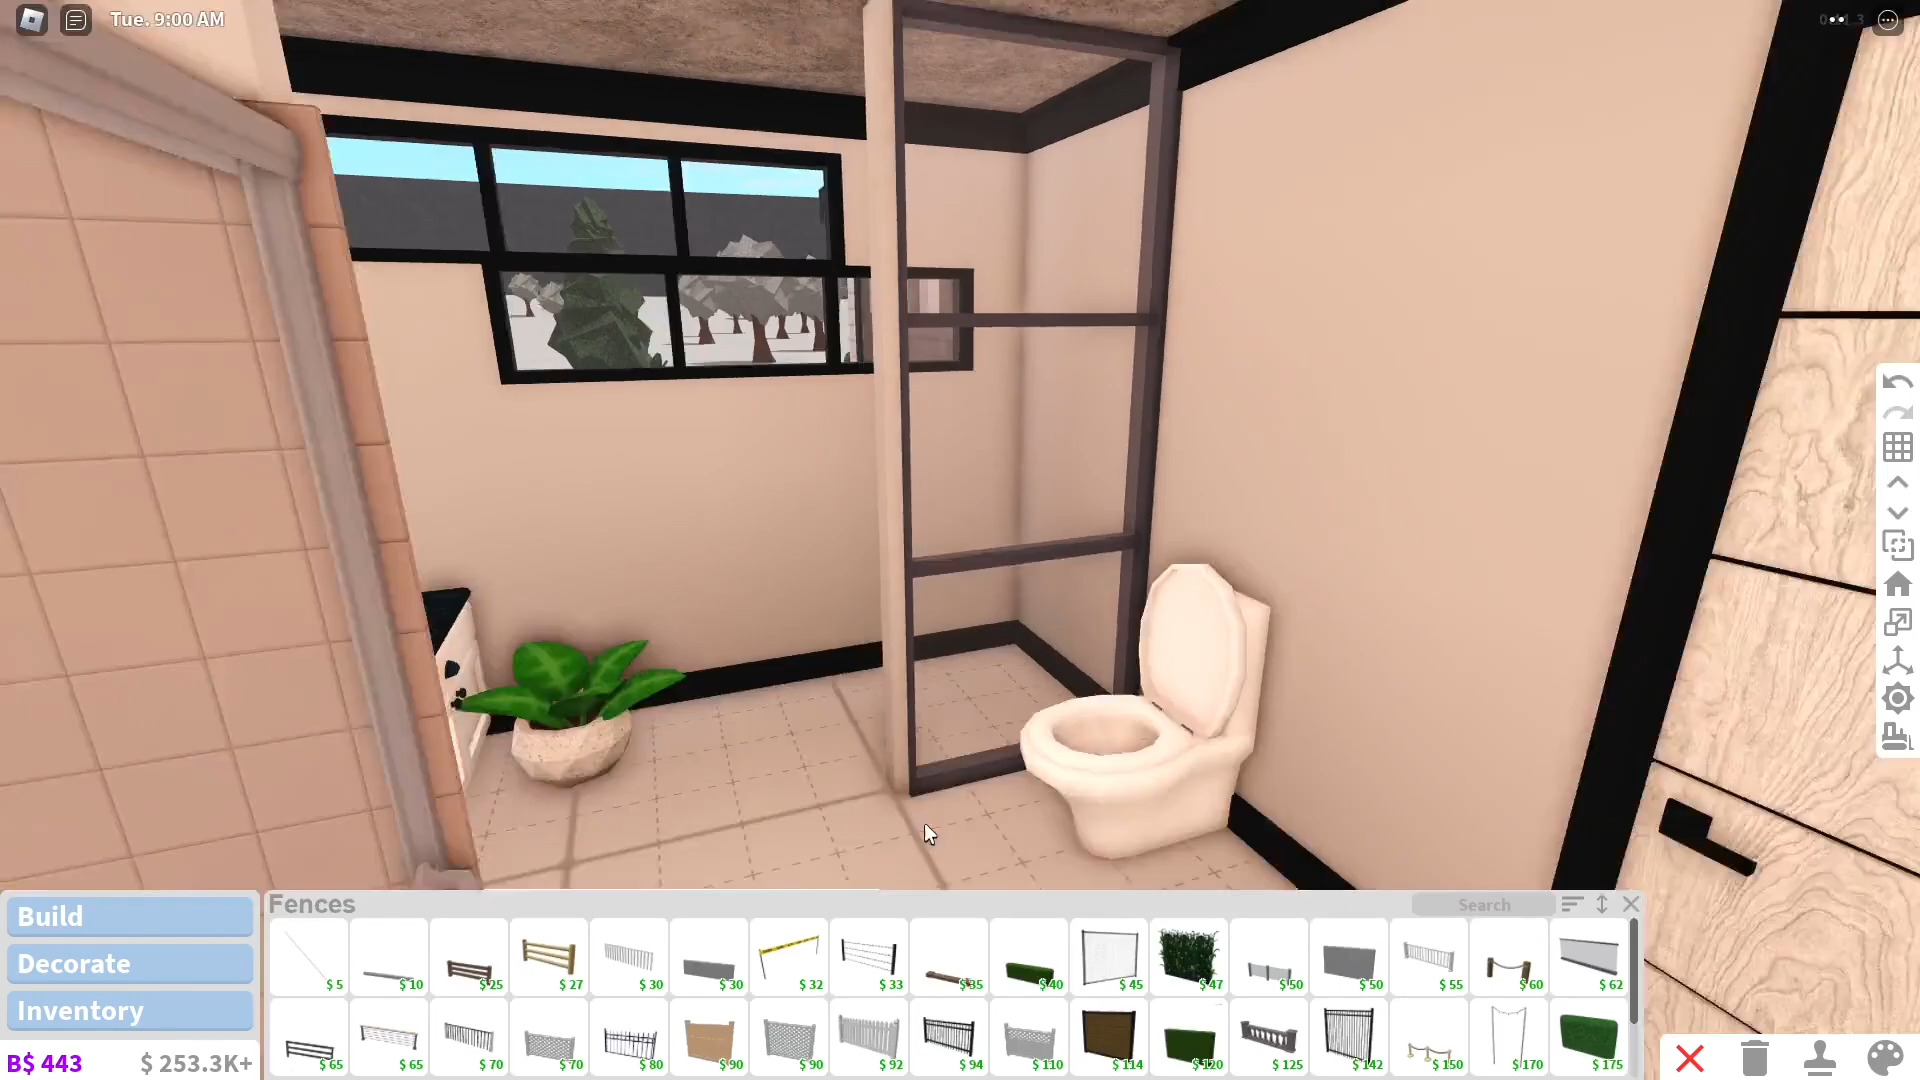 Tue. 9:00 AM
Build
Decorate
Inventory
B$ 443
$ 253.3K+
Fences
Search
$ 5 $ 10 $ 25 $ 27 $ 30 $ 30 $ 32 $ 33 $ 35 $ 40 $ 45 $ 47 $ 50 $ 50 $ 55 $ 60 $ 62
$ 65 $ 65 $ 70 $ 70 $ 80 $ 90 $ 90 $ 92 $ 94 $ 110 $ 114 $ 120 $ 125 $ 142 $ 150 $ 170 $ 175